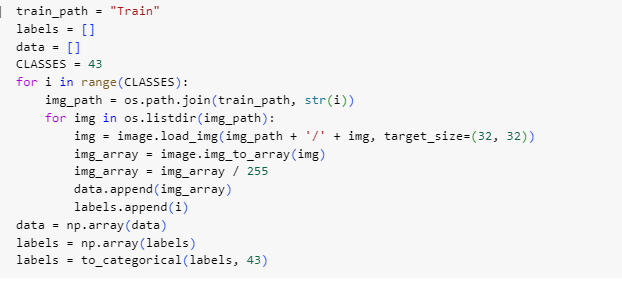 train_path = "Train"
labels = []
data = []
CLASSES = 43
for i in range(CLASSES):
    img_path = os.path.join(train_path, str(i))
    for img in os.listdir(img_path):
        img = image.load_img(img_path + '/' + img, target_size=(32, 32))
        img_array = image.img_to_array(img)
        img_array = img_array / 255
        data.append(img_array)
        labels.append(i)
data = np.array(data)
labels = np.array(labels)
labels = to_categorical(labels, 43)